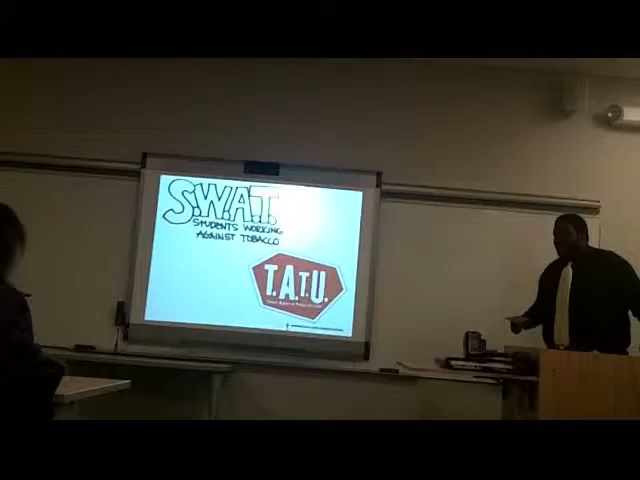 S.W.A.T.
STUDENTS WORKING
AGAINST TOBACCO
T.A.T.U.